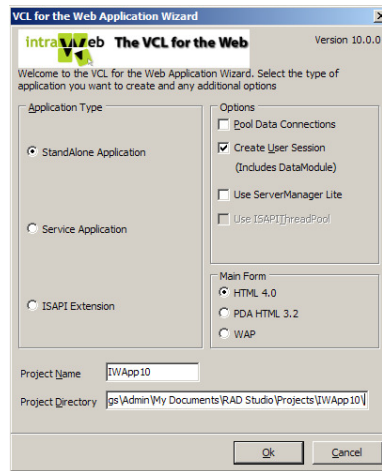 VCL for the Web Application Wizard
intraweb The VCL for the Web
Version 10.0.0
Welcome to the VCL for the Web Application Wizard. Select the type of
application you want to create and any additional options
Application Type
StandAlone Application
Service Application
ISAPI Extension
Options
Pool Data Connections
Create User Session
(Includes DataModule)
Use ServerManager Lite
Use ISAPIThreadPool
Main Form
HTML 4.0
PDA HTML 3.2
WAP
Project Name IWApp10
Project Directory gs\Admin\My Documents\RAD Studio\Projects\IWApp10\
Ok Cancel